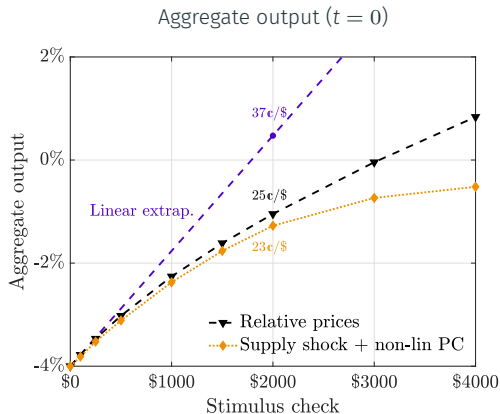 Aggregate output (t = 0)
2%
0%
-2%
-4%
Aggregate output
37¢/$
25¢/$
23¢/$
Linear extrap.
Relative prices
Supply shock + non-lin PC
$0
$1000
$2000
$3000
$4000
Stimulus check